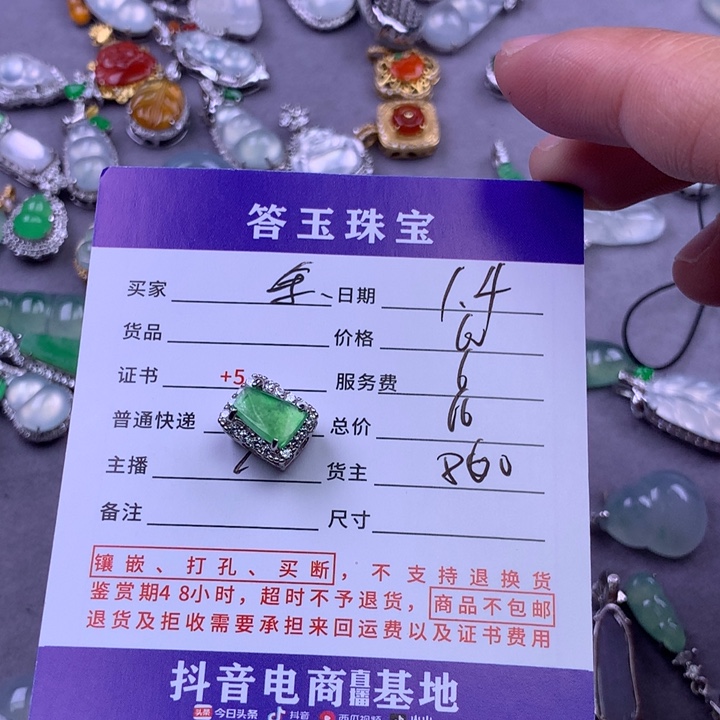 答玉珠宝
买家 日期 1.4
货品 价格
证书 +5 服务费 6
普通快递 总价 16
主播 货主 860
备注 尺寸
镶嵌、打孔、买断，不支持退换货
鉴赏期48小时，超时不予退货，商品不包邮
退货及拒收需要承担来回运费以及证书费用
抖音电商直播基地
头条 今日头条 抖音 西瓜视频